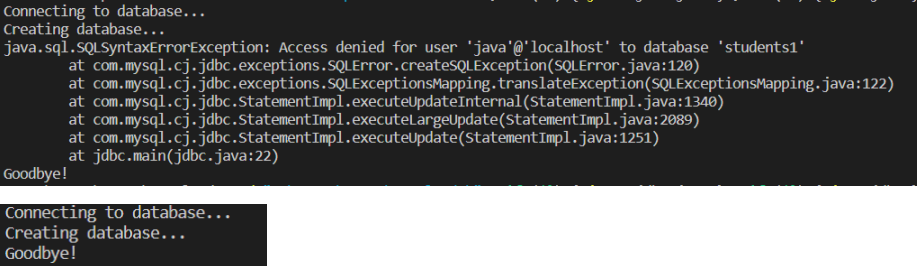 Connecting to database...
Creating database...
java.sql.SQLSyntaxErrorException: Access denied for user 'java'@'localhost' to database 'students1'
at com.mysql.cj.jdbc.exceptions.SQLError.createSQLException(SQLError.java:120)
at com.mysql.cj.jdbc.exceptions.SQLExceptionsMapping.translateException(SQLExceptionsMapping.java:122)
at com.mysql.cj.jdbc.StatementImpl.executeUpdateInternal(StatementImpl.java:1340)
at com.mysql.cj.jdbc.StatementImpl.executeLargeUpdate(StatementImpl.java:2089)
at com.mysql.cj.jdbc.StatementImpl.executeUpdate(StatementImpl.java:1251)
at jdbc.main(jdbc.java:22)
Goodbye!
Connecting to database...
Creating database...
Goodbye!